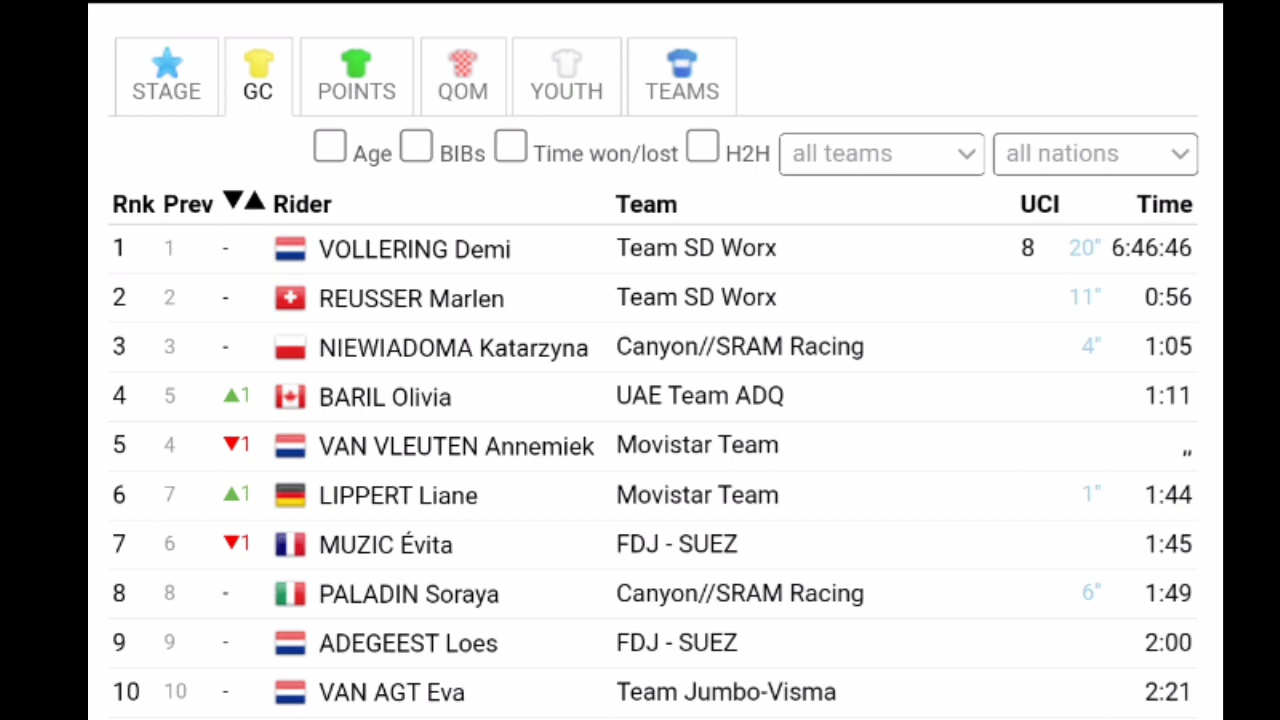 STAGE GC POINTS QOM YOUTH TEAMS
Age BIBs Time won/lost H2H all teams all nations
Rnk Prev ▼▲ Rider Team UCI Time
1 1 - VOLLERING Demi Team SD Worx 8 20" 6:46:46
2 2 - REUSSER Marlen Team SD Worx 11" 0:56
3 3 - NIEWIADOMA Katarzyna Canyon//SRAM Racing 4" 1:05
4 5 ▲1 BARIL Olivia UAE Team ADQ 1:11
5 4 ▼1 VAN VLEUTEN Annemiek Movistar Team ,,
6 7 ▲1 LIPPERT Liane Movistar Team 1" 1:44
7 6 ▼1 MUZIC Évita FDJ - SUEZ 1:45
8 8 - PALADIN Soraya Canyon//SRAM Racing 6" 1:49
9 9 - ADEGEEST Loes FDJ - SUEZ 2:00
10 10 - VAN AGT Eva Team Jumbo-Visma 2:21